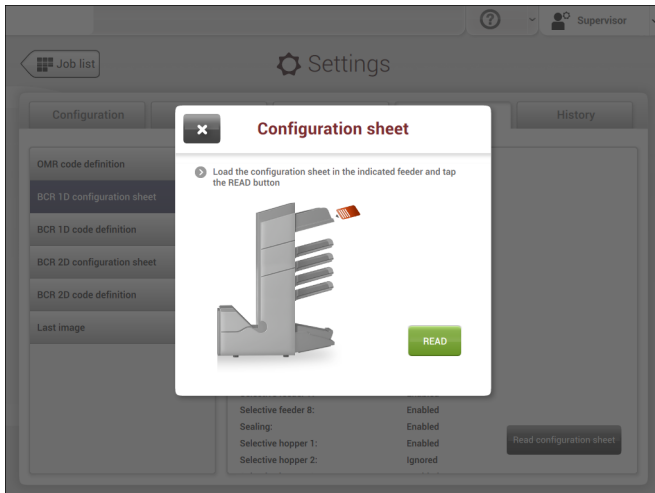 ?
Supervisor
Job list
Settings
Configuration
History
Configuration sheet
OMR code definition
BCR 1D configuration sheet
BCR 1D code definition
BCR 2D configuration sheet
BCR 2D code definition
Last image
Load the configuration sheet in the indicated feeder and tap
the READ button
READ
Selective feeder 8: Enabled
Sealing: Enabled
Selective hopper 1: Enabled
Selective hopper 2: Ignored
Read configuration sheet